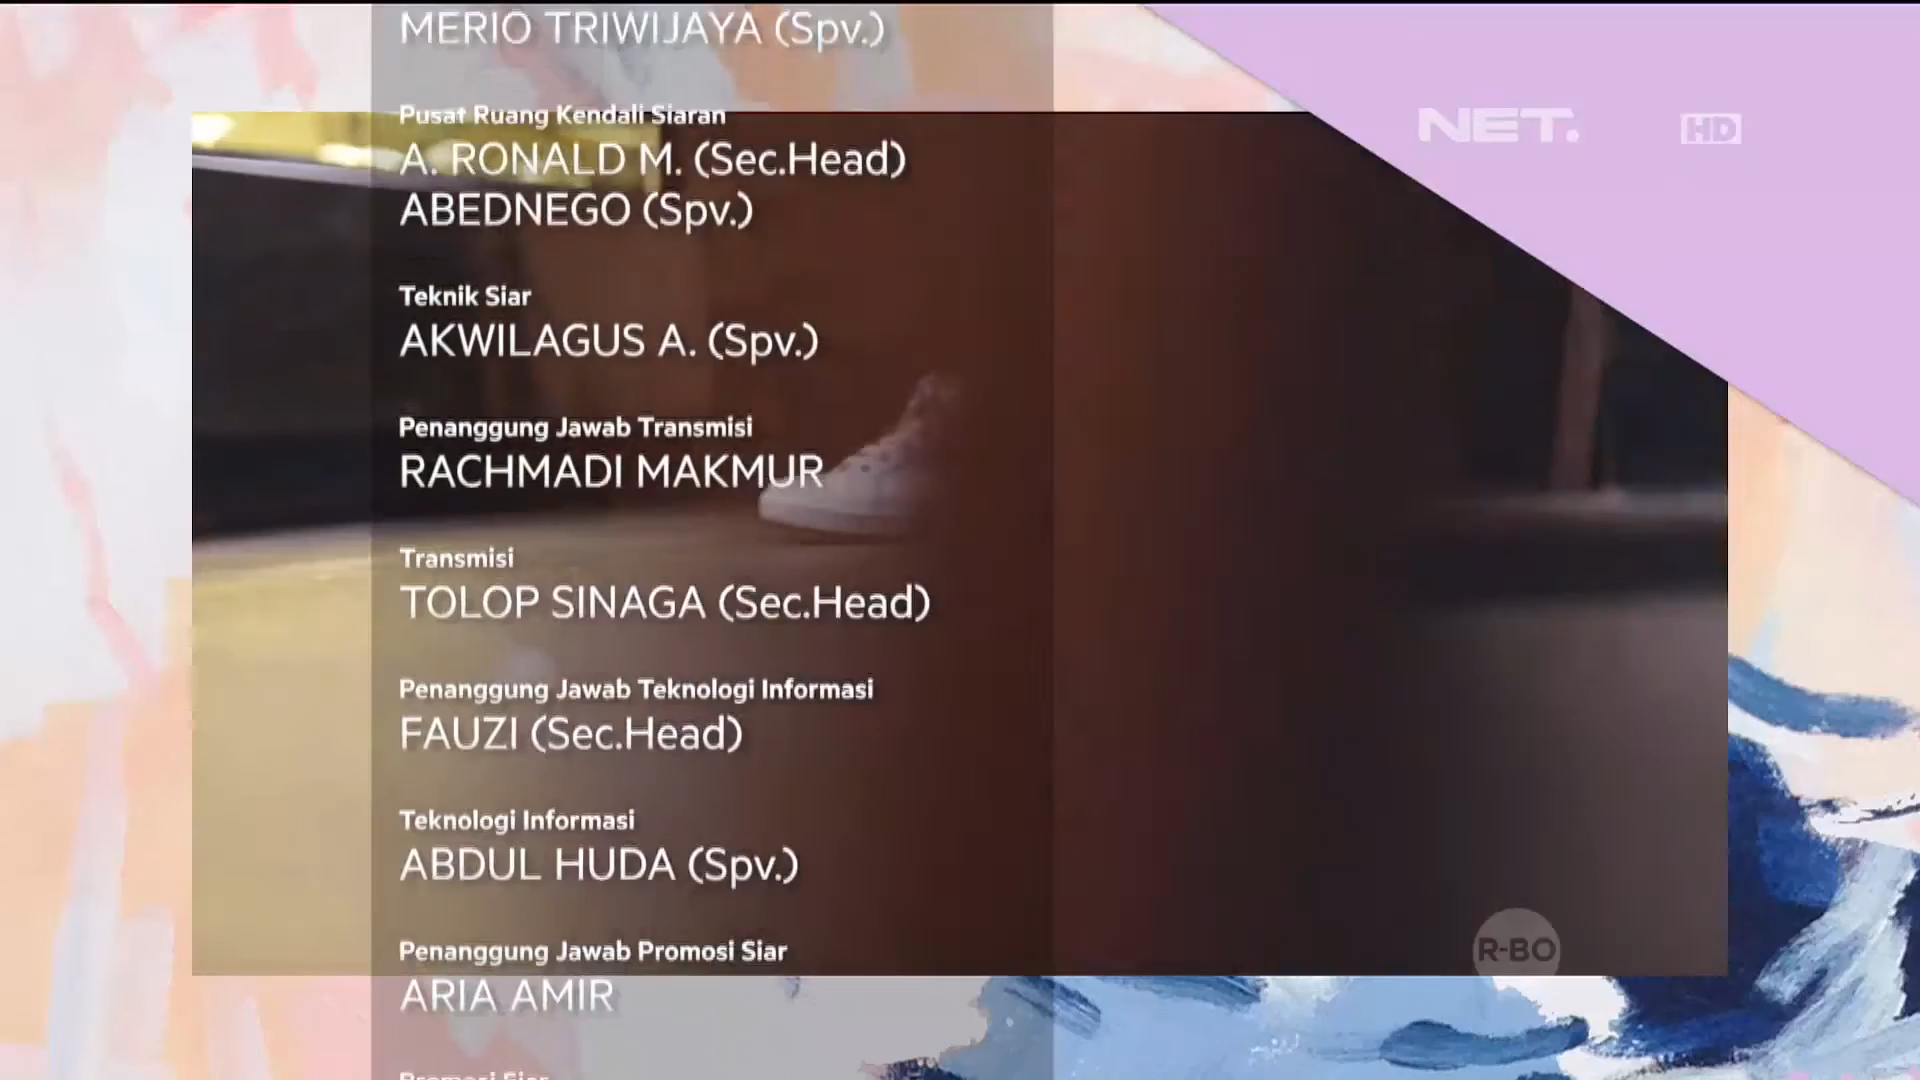 MERIO TRIWIJAYA (Spv.)
Pusat Ruang Kendali Siaran
A. RONALD M. (Sec.Head)
ABEDNEGO (Spv.)
Teknik Siar
AKWILAGUS A. (Spv.)
Penanggung Jawab Transmisi
RACHMADI MAKMUR
Transmisi
TOLOP SINAGA (Sec.Head)
Penanggung Jawab Teknologi Informasi
FAUZI (Sec.Head)
Teknologi Informasi
ABDUL HUDA (Spv.)
Penanggung Jawab Promosi Siar
ARIA AMIR
Promosi Siar
NET.
HD
R-BO